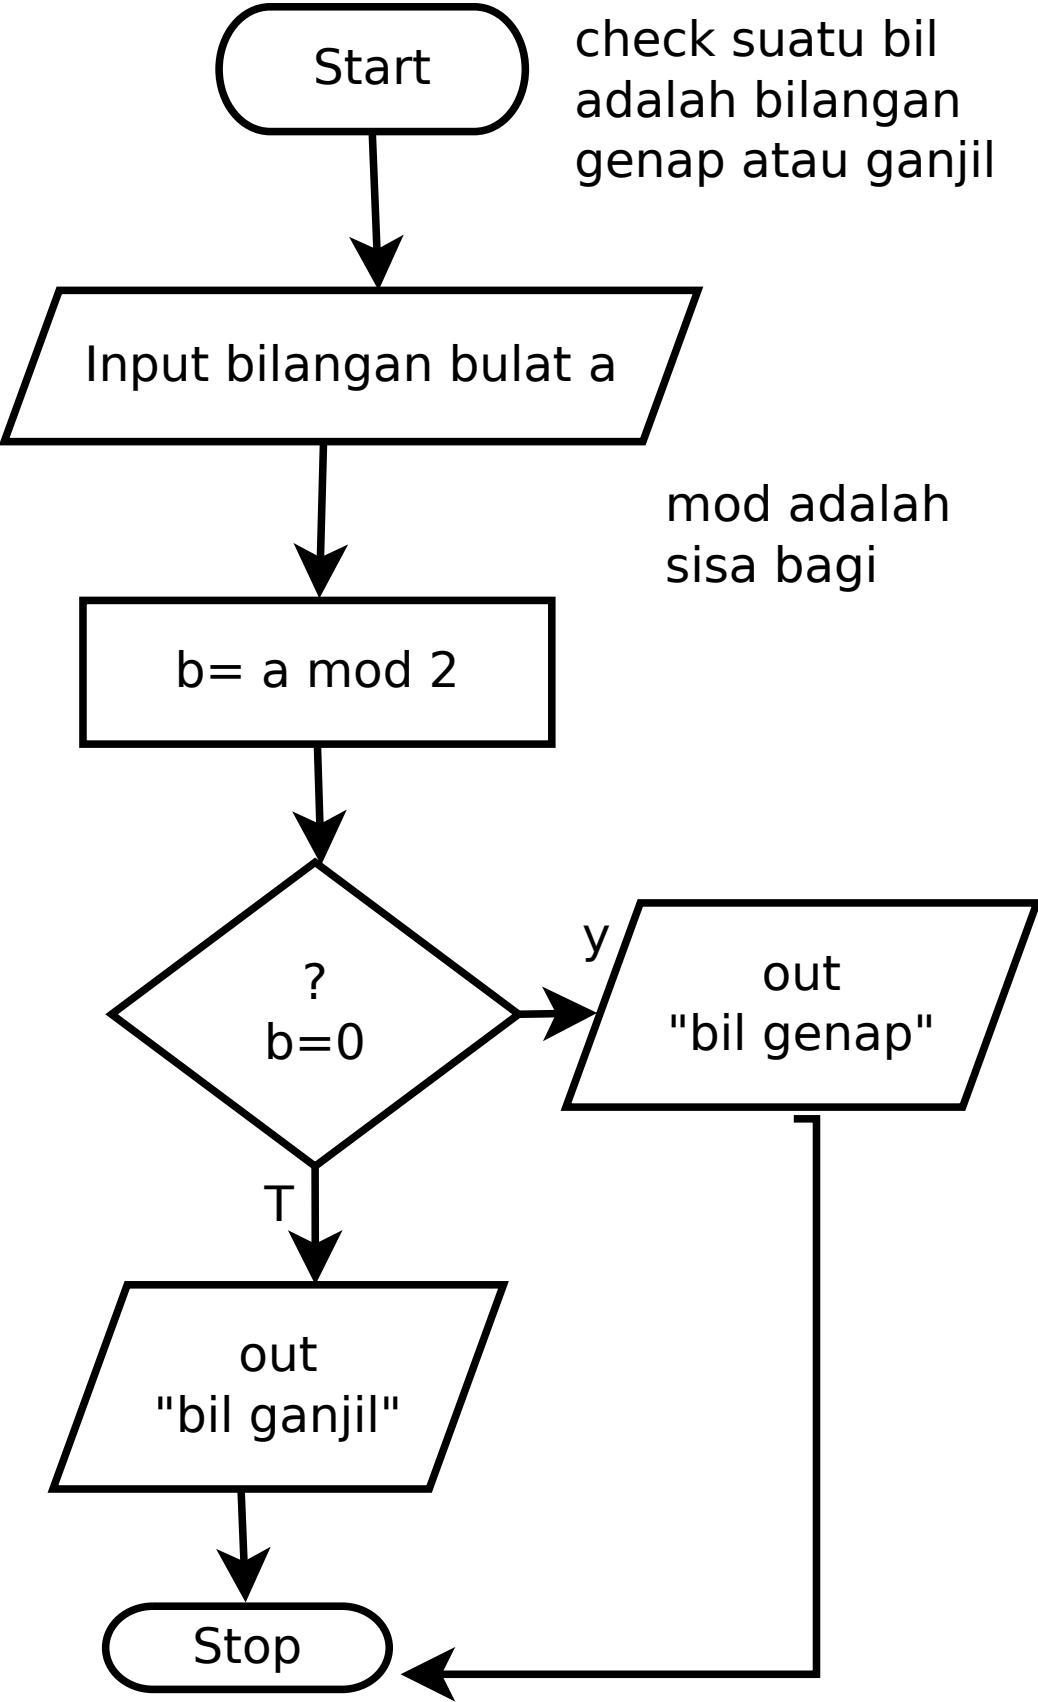 Start
check suatu bil
adalah bilangan
genap atau ganjil
Input bilangan bulat a
mod adalah
sisa bagi
b= a mod 2
?
b=0
y
out
"bil genap"
T
out
"bil ganjil"
Stop